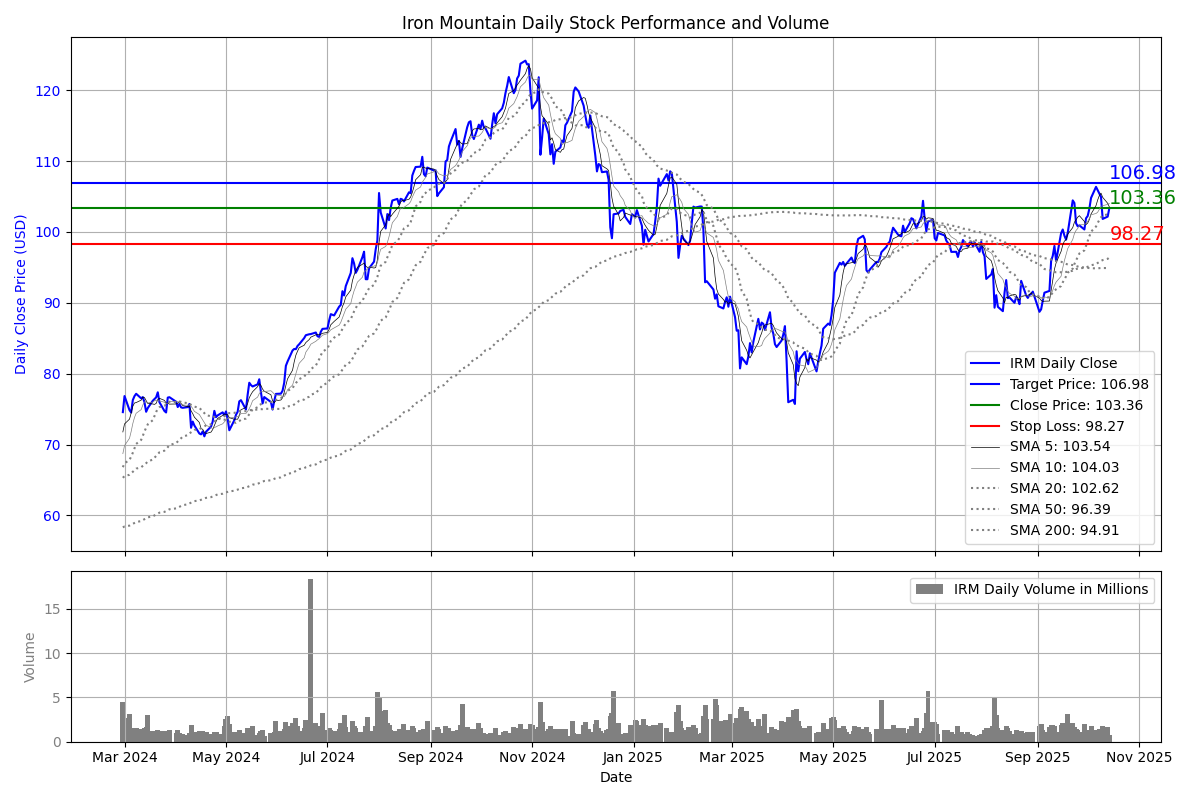 Iron Mountain Daily Stock Performance and Volume
Daily Close Price (USD)
120
110
100
90
80
70
60
106.98
103.36
98.27
IRM Daily Close
Target Price: 106.98
Close Price: 103.36
Stop Loss: 98.27
SMA 5: 103.54
SMA 10: 104.03
SMA 20: 102.62
SMA 50: 96.39
SMA 200: 94.91
Volume
15
10
5
0
IRM Daily Volume in Millions
Mar 2024 May 2024 Jul 2024 Sep 2024 Nov 2024 Jan 2025 Mar 2025 May 2025 Jul 2025 Sep 2025 Nov 2025
Date